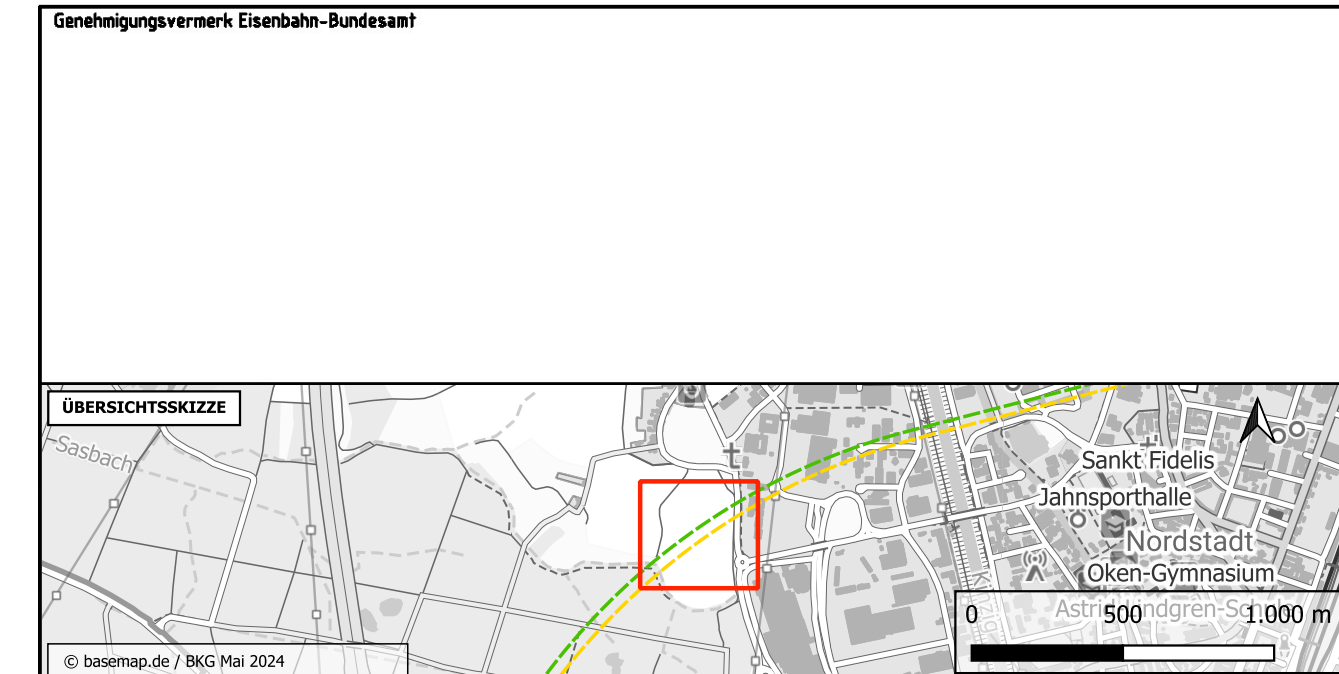 Genehmigungsvermerk Eisenbahn-Bundesamt
ÜBERSICHTSSKIZZE
Sasbach
Sankt Fidelis
Jahnsporthalle
Nordstadt
Oken-Gymnasium
Kinzig
0 500 1.000 m
© basemap.de / BKG Mai 2024